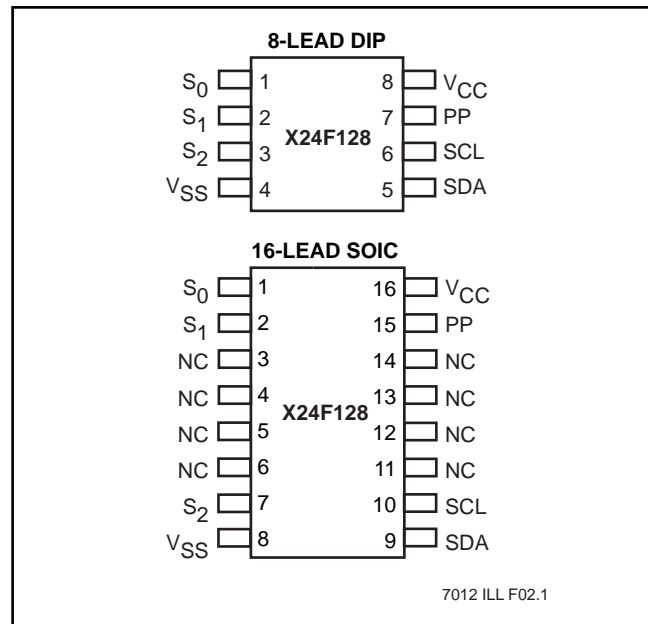 8-LEAD DIP
S0 1 8 VCC
S1 2 7 PP
X24F128
S2 3 6 SCL
VSS 4 5 SDA
16-LEAD SOIC
S0 1 16 VCC
S1 2 15 PP
NC 3 14 NC
NC 4 13 NC
X24F128
NC 5 12 NC
NC 6 11 NC
S2 7 10 SCL
VSS 8 9 SDA
7012 ILL F02.1